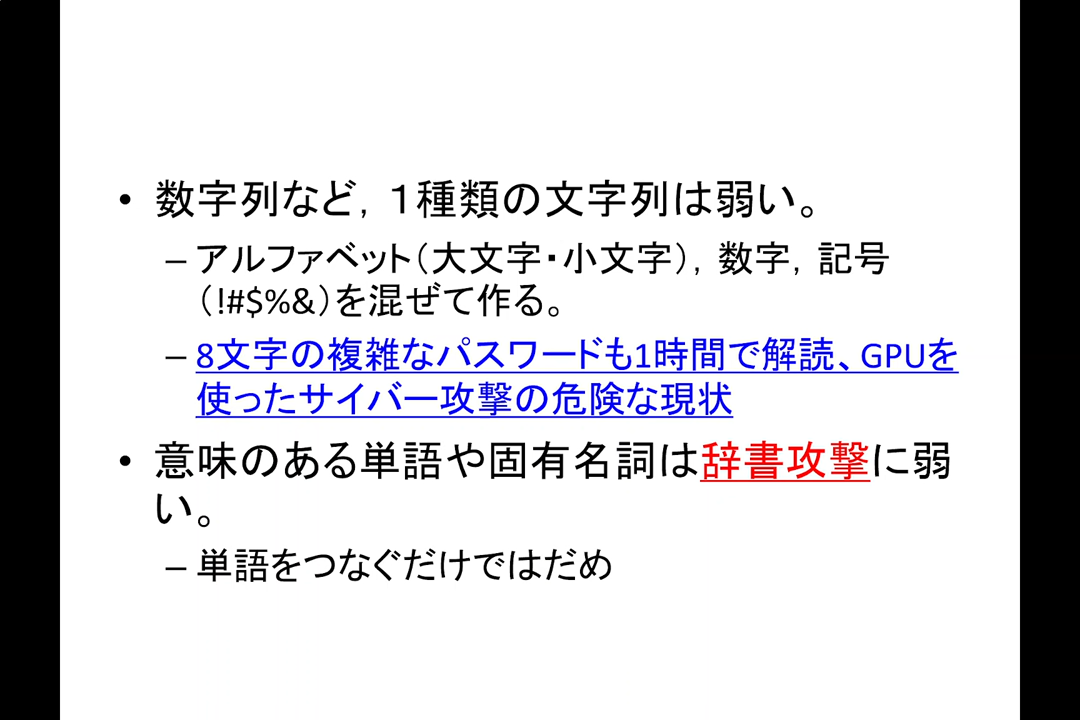 • 数字列など，１種類の文字列は弱い。
– アルファベット（大文字・小文字），数字，記号
（!#$%&）を混ぜて作る。
– 8文字の複雑なパスワードも1時間で解読、GPUを
使ったサイバー攻撃の危険な現状
• 意味のある単語や固有名詞は辞書攻撃に弱
い。
– 単語をつなぐだけではだめ